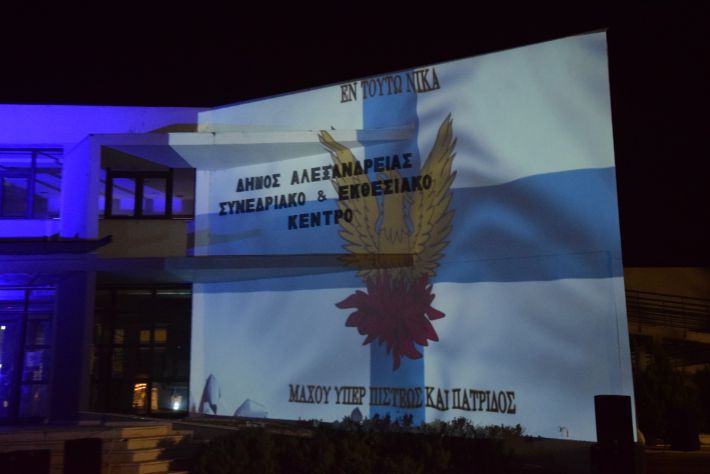 ΕΝ ΤΟΥΤΩ ΝΙΚΑ
ΔΗΜΟΣ ΑΛΕΞΑΝΔΡΕΙΑΣ
ΣΥΝΕΔΡΙΑΚΟ & ΕΚΘΕΣΙΑΚΟ
ΚΕΝΤΡΟ
ΜΑΧΟΥ ΥΠΕΡ ΠΙΣΤΕΩΣ ΚΑΙ ΠΑΤΡΙΔΟΣ